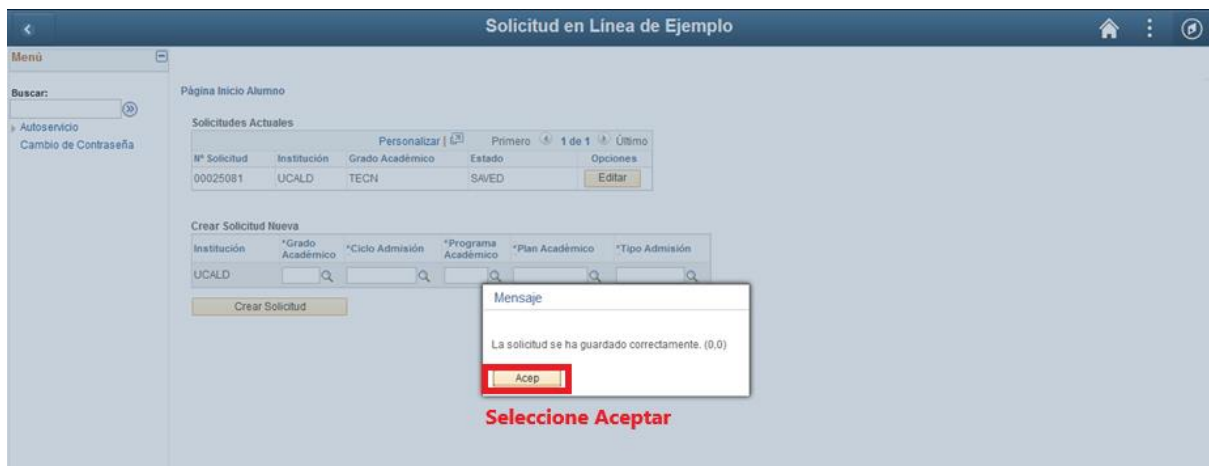 Solicitud en Línea de Ejemplo
Menú
Buscar:
Autoservicio
Cambio de Contraseña
Página Inicio Alumno
Solicitudes Actuales
Personalizar | Primero 1 de 1 Último
Nº Solicitud Institución Grado Académico Estado Opciones
00025081 UCALD TECN SAVED Editar
Crear Solicitud Nueva
Institución *Grado Académico *Ciclo Admisión *Programa Académico *Plan Académico *Tipo Admisión
UCALD
Crear Solicitud
Mensaje
La solicitud se ha guardado correctamente. (0,0)
Acep
Seleccione Aceptar